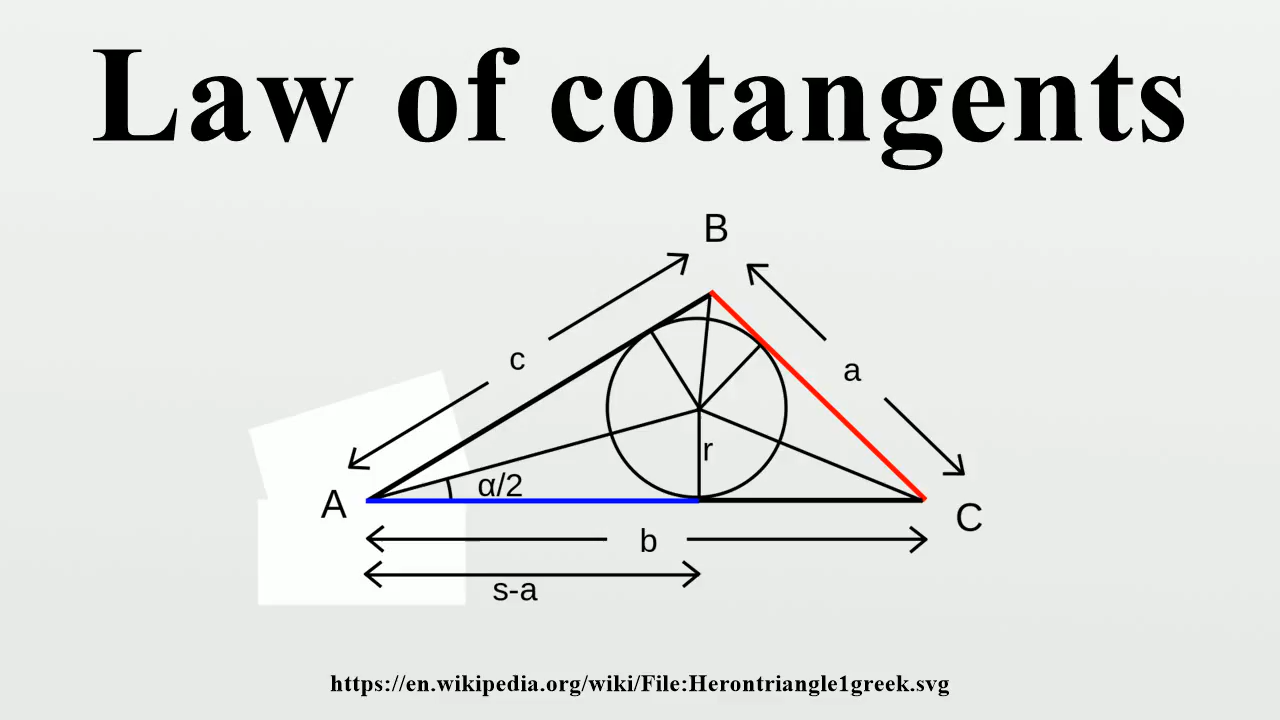 Law of cotangents
B
c
a
r
α/2
A
C
b
s-a
https://en.wikipedia.org/wiki/File:Herontriangle1greek.svg